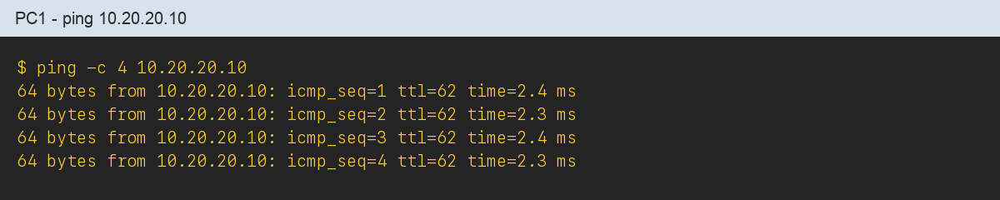 PC1 - ping 10.20.20.10
$ ping -c 4 10.20.20.10
64 bytes from 10.20.20.10: icmp_seq=1 ttl=62 time=2.4 ms
64 bytes from 10.20.20.10: icmp_seq=2 ttl=62 time=2.3 ms
64 bytes from 10.20.20.10: icmp_seq=3 ttl=62 time=2.4 ms
64 bytes from 10.20.20.10: icmp_seq=4 ttl=62 time=2.3 ms